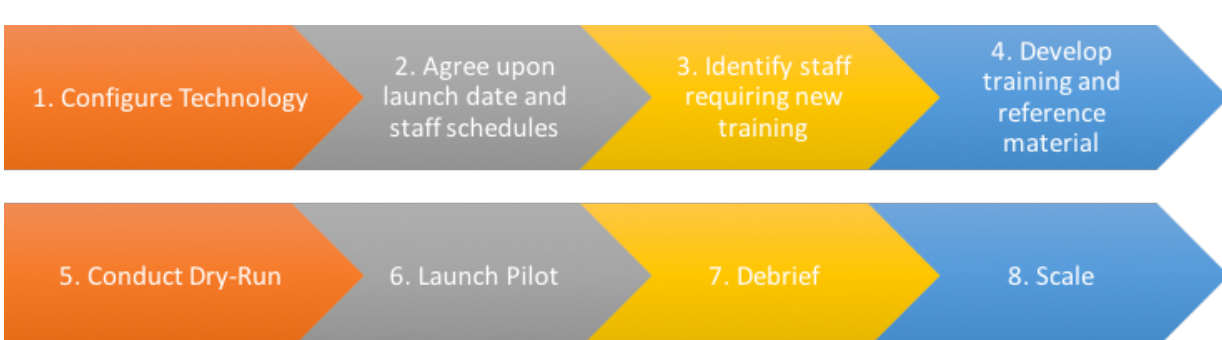 1. Configure Technology
2. Agree upon
launch date and
staff schedules
3. Identify staff
requiring new
training
4. Develop
training and
reference
material
5. Conduct Dry-Run
6. Launch Pilot
7. Debrief
8. Scale